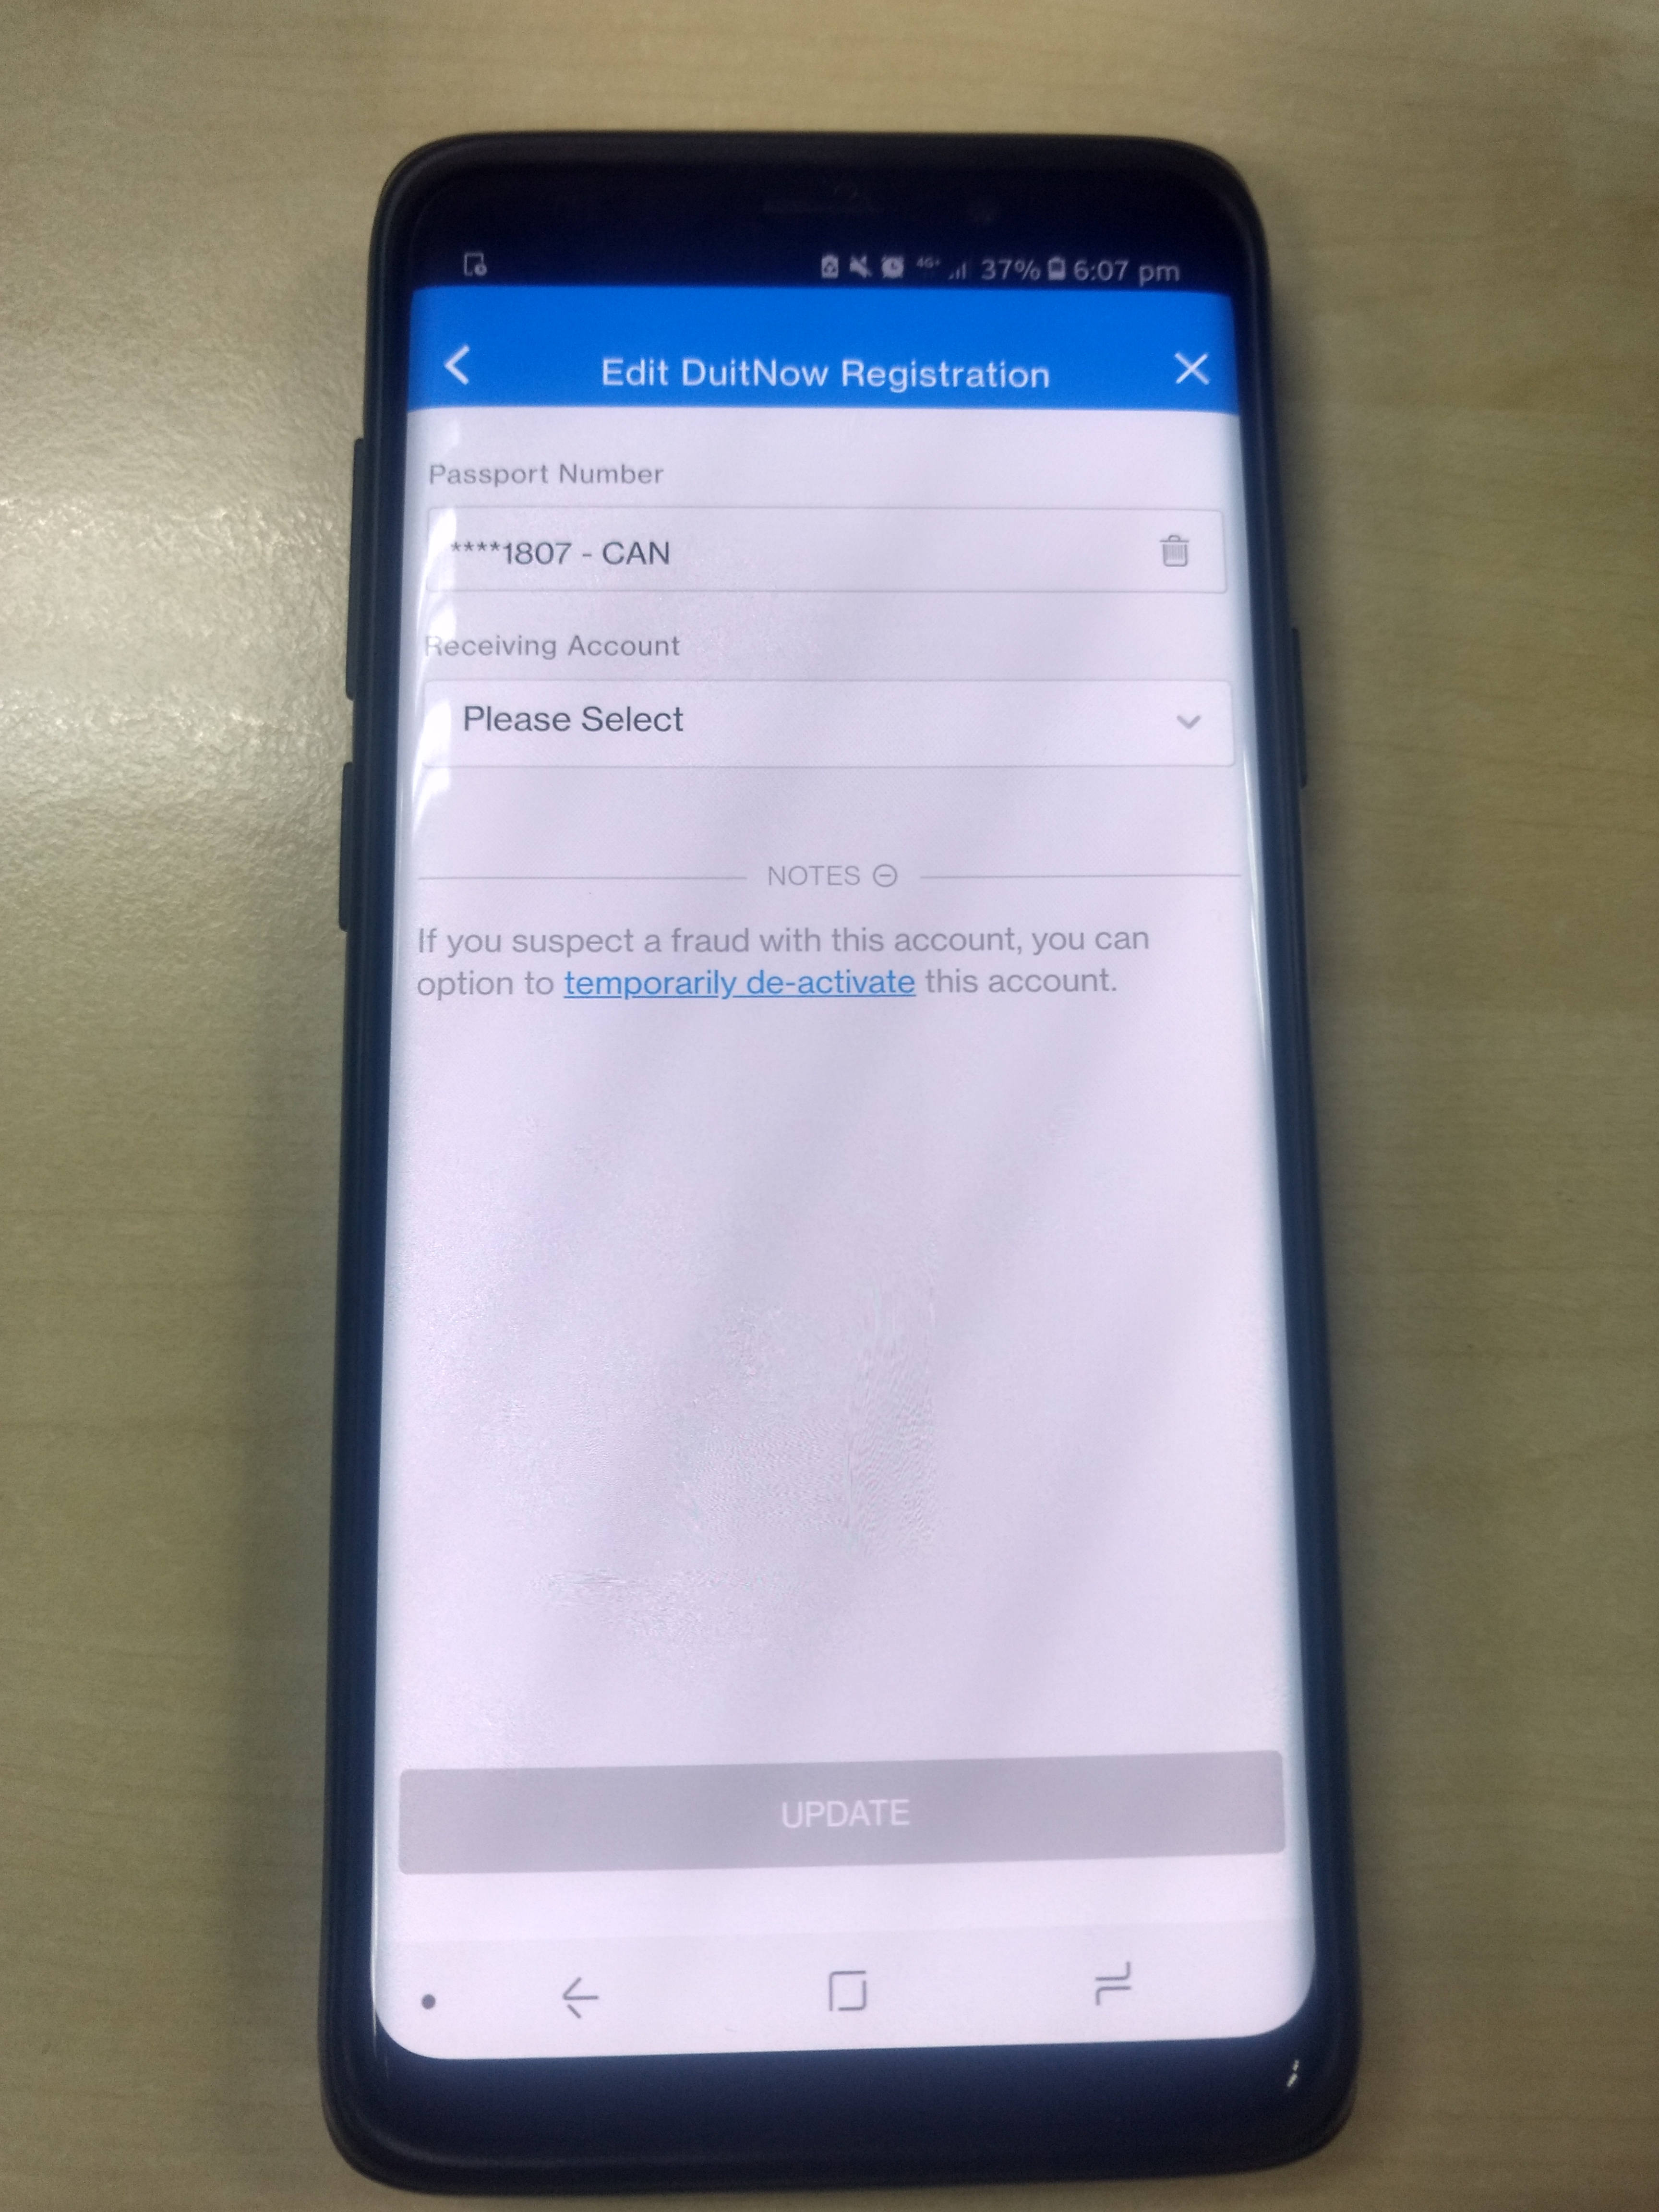 4G+ 37% 6:07 pm
Edit DuitNow Registration
Passport Number
****1807 - CAN
Receiving Account
Please Select
NOTES
If you suspect a fraud with this account, you can
option to temporarily de-activate this account.
UPDATE